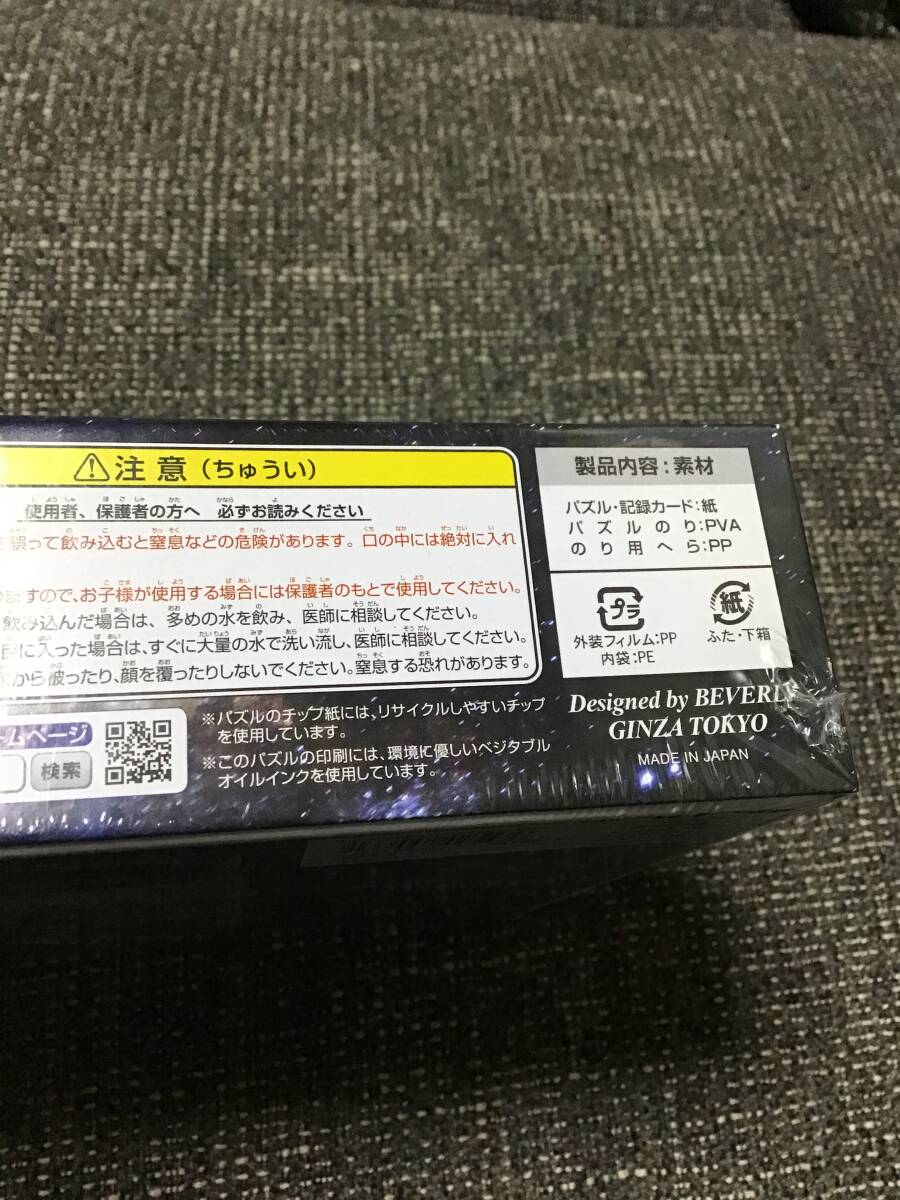 注意(ちゅうい)
使用者、保護者の方へ 必ずお読みください
誤って飲み込むと窒息などの危険があります。口の中には絶対に入れ
ますので、お子様が使用する場合には保護者のもとで使用してください。
飲み込んだ場合は、多めの水を飲み、医師に相談してください。
に入った場合は、すぐに大量の水で洗い流し、医師に相談してください。
から被ったり、顔を覆ったりしないでください。窒息する恐れがあります。
ームページ
検索
※パズルのチップ紙には、リサイクルしやすいチップ
を使用しています。
※このパズルの印刷には、環境に優しいベジタブル
オイルインクを使用しています。
製品内容:素材
パズル・記録カード:紙
パズルのり:PVA
のり用へら:PP
プラ
外装フィルム:PP
内袋:PE
紙
ふた・下箱
Designed by BEVERLY
GINZA TOKYO
MADE IN JAPAN